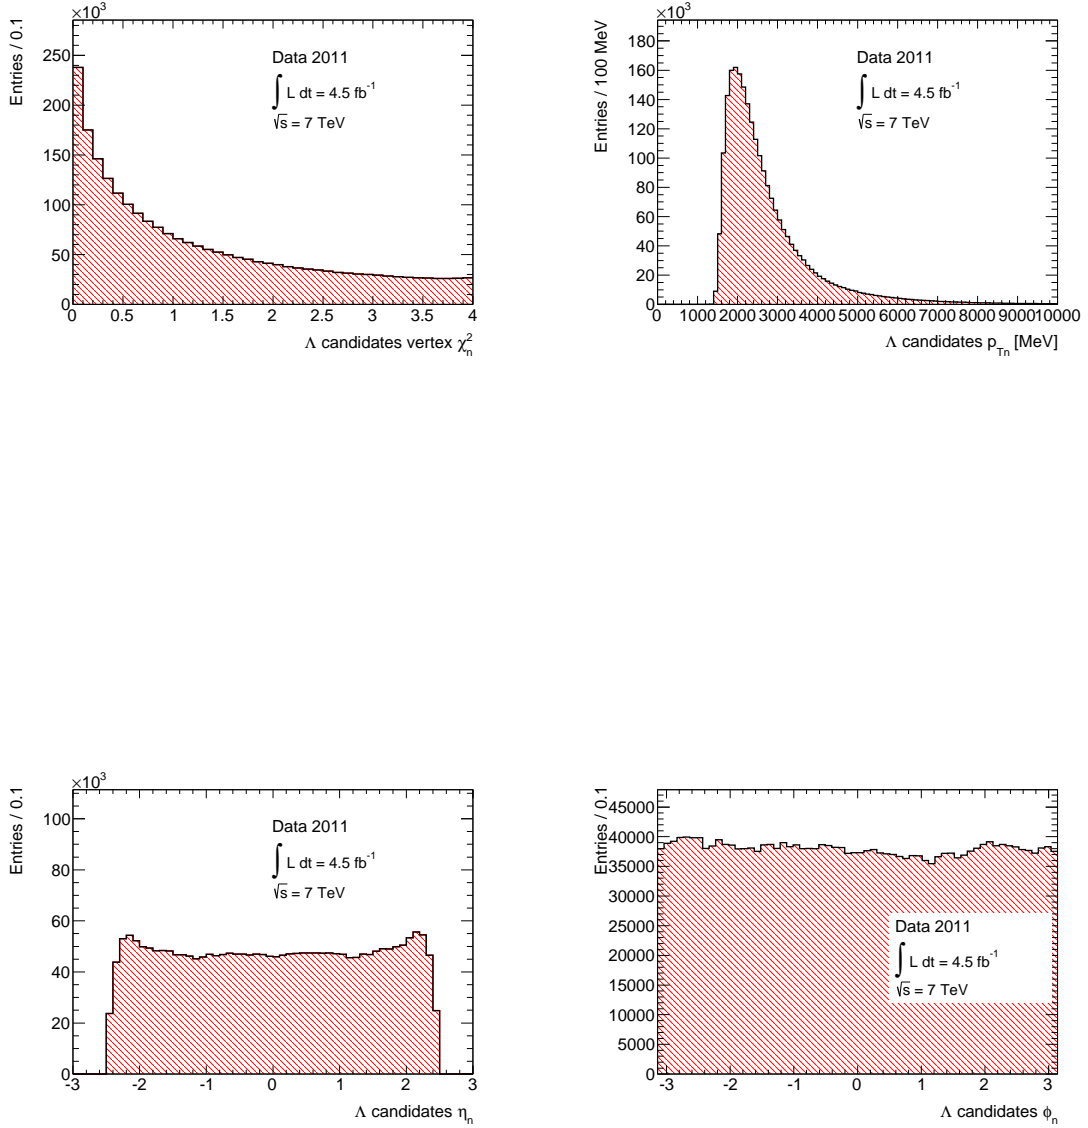 ×10³
Entries / 0.1
250
200
150
100
50
0
Data 2011
∫ L dt = 4.5 fb⁻¹
√s = 7 TeV
0 0.5 1 1.5 2 2.5 3 3.5 4
Λ candidates vertex χ²ₙ
×10³
Entries / 100 MeV
180
160
140
120
100
80
60
40
20
0
Data 2011
∫ L dt = 4.5 fb⁻¹
√s = 7 TeV
0 1000 2000 3000 4000 5000 6000 7000 8000 9000 10000
Λ candidates p_Tn [MeV]
×10³
Entries / 0.1
100
80
60
40
20
0
Data 2011
∫ L dt = 4.5 fb⁻¹
√s = 7 TeV
-3 -2 -1 0 1 2 3
Λ candidates ηₙ
Entries / 0.1
45000
40000
35000
30000
25000
20000
15000
10000
5000
0
Data 2011
∫ L dt = 4.5 fb⁻¹
√s = 7 TeV
-3 -2 -1 0 1 2 3
Λ candidates ϕₙ